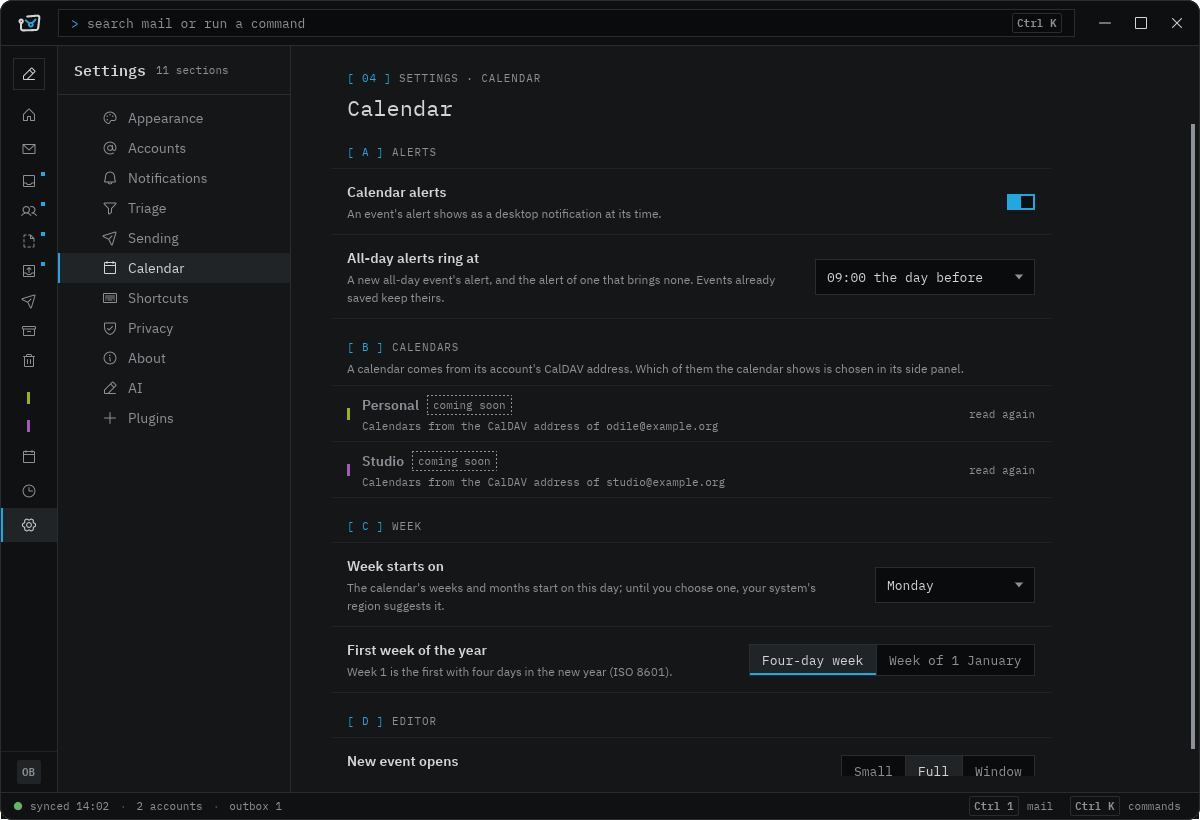 > search mail or run a command
Ctrl K
Settings 11 sections
Appearance
Accounts
Notifications
Triage
Sending
Calendar
Shortcuts
Privacy
About
AI
Plugins
OB
[ 04 ] SETTINGS · CALENDAR
Calendar
[ A ] ALERTS
Calendar alerts
An event's alert shows as a desktop notification at its time.
All-day alerts ring at
A new all-day event's alert, and the alert of one that brings none. Events already
saved keep theirs.
09:00 the day before
[ B ] CALENDARS
A calendar comes from its account's CalDAV address. Which of them the calendar shows is chosen in its side panel.
Personal coming soon
Calendars from the CalDAV address of odile@example.org
read again
Studio coming soon
Calendars from the CalDAV address of studio@example.org
read again
[ C ] WEEK
Week starts on
The calendar's weeks and months start on this day; until you choose one, your system's
region suggests it.
Monday
First week of the year
Week 1 is the first with four days in the new year (ISO 8601).
Four-day week Week of 1 January
[ D ] EDITOR
New event opens
Small Full Window
synced 14:02 · 2 accounts · outbox 1
Ctrl 1 mail Ctrl K commands